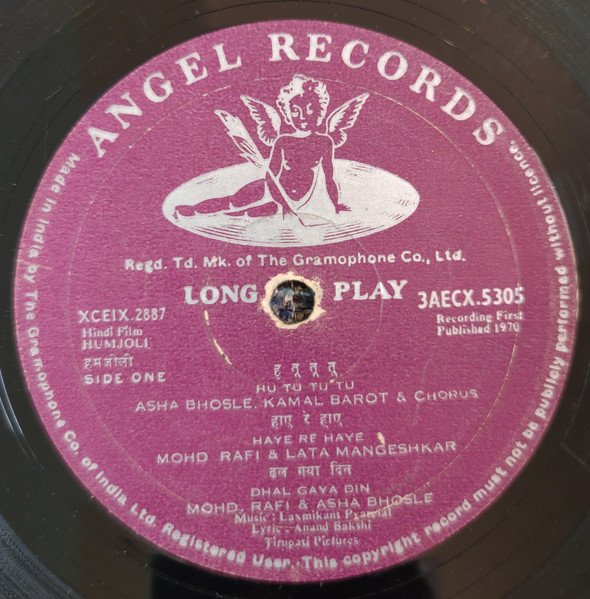 ANGEL RECORDS
Regd. Td. Mk. of The Gramophone Co., Ltd.
LONG PLAY
XCEIX.2887
Hindi Film
HUMJOLI
हमजोली
SIDE ONE
3AECX.5305
Recording First
Published 1970
हु तू तू तू
HU TU TU TU
ASHA BHOSLE, KAMAL BAROT & CHORUS
हाए रे हाए
HAYE RE HAYE
MOHD RAFI & LATA MANGESHKAR
ढल गया दिन
DHAL GAYA DIN
MOHD. RAFI & ASHA BHOSLE
Music : Laxmikant Pyarelal
Lyric : Anand Bakshi
Tirupati Pictures
Made in India by The Gramophone Co. of India Ltd. Registered User. This copyright record must not be publicly performed without licence.